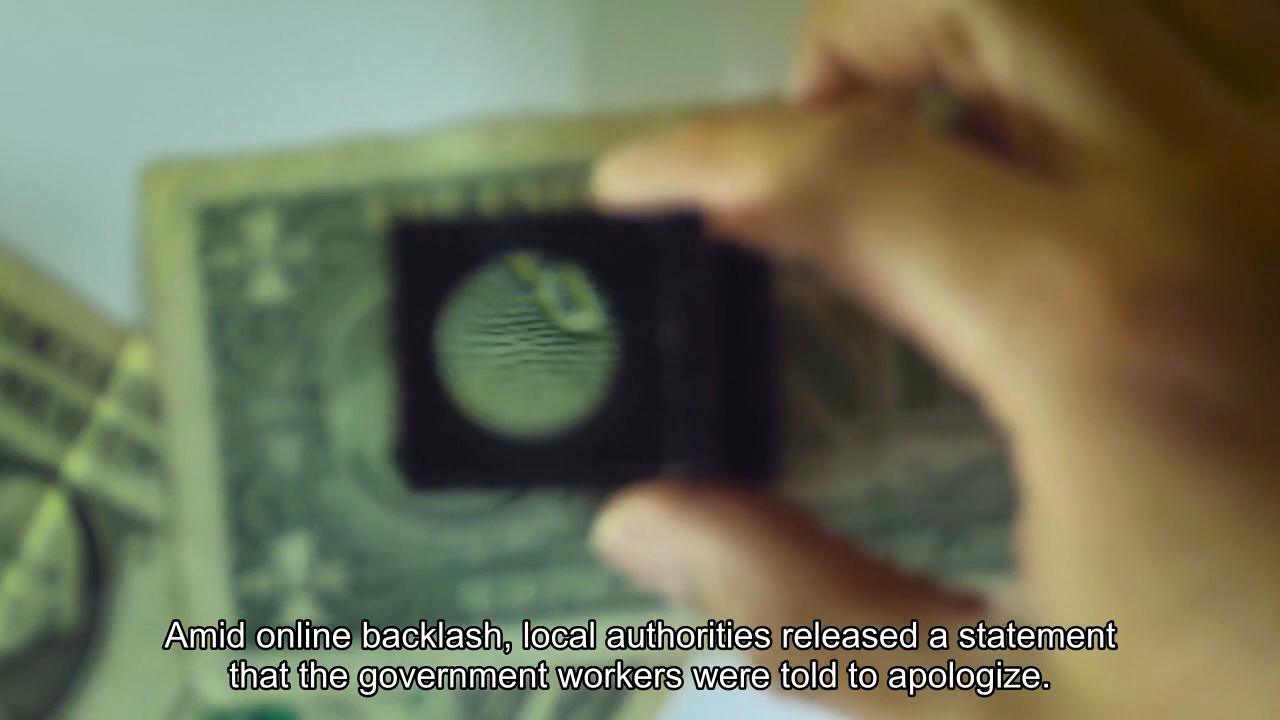 Amid online backlash, local authorities released a statement
that the government workers were told to apologize.